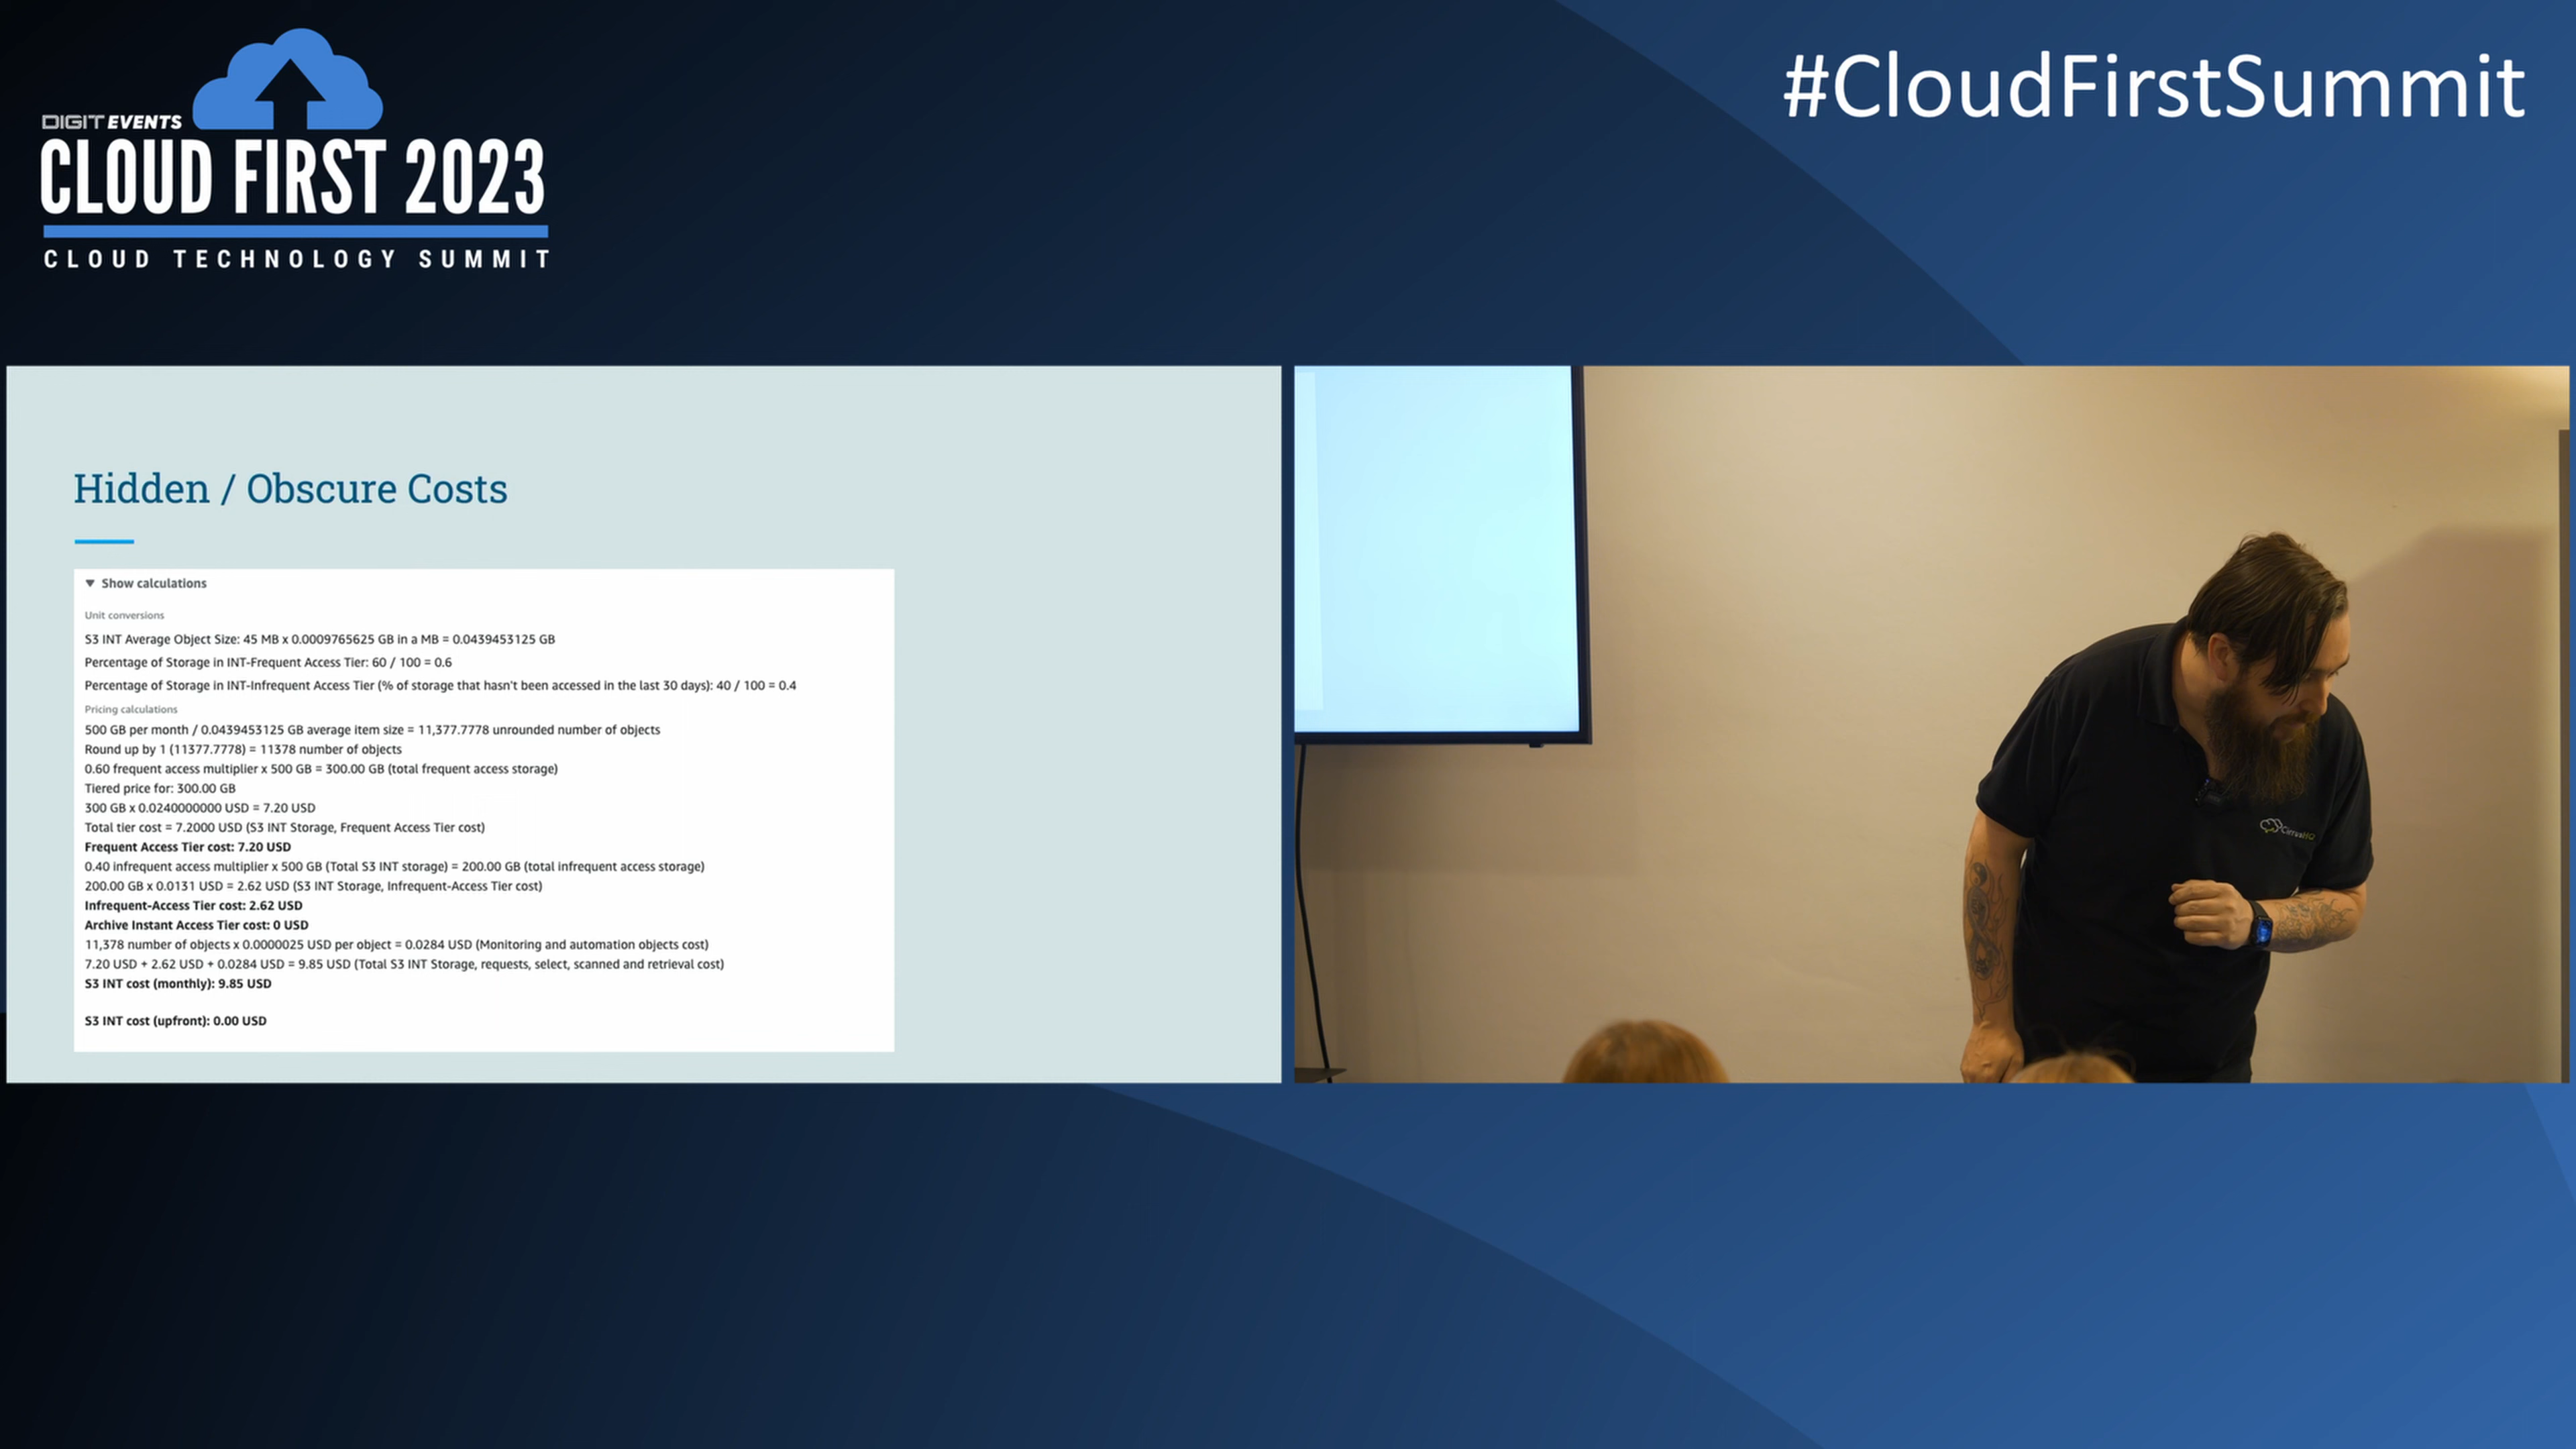 #CloudFirstSummit
DIGIT EVENTS
CLOUD FIRST 2023
CLOUD TECHNOLOGY SUMMIT
Hidden / Obscure Costs
▼ Show calculations
Unit conversions
S3 INT Average Object Size: 45 MB x 0.0009765625 GB in a MB = 0.0439453125 GB
Percentage of Storage in INT-Frequent Access Tier: 60 / 100 = 0.6
Percentage of Storage in INT-Infrequent Access Tier (% of storage that hasn't been accessed in the last 30 days): 40 / 100 = 0.4
Pricing calculations
500 GB per month / 0.0439453125 GB average item size = 11,377.7778 unrounded number of objects
Round up by 1 (11377.7778) = 11378 number of objects
0.60 frequent access multiplier x 500 GB = 300.00 GB (total frequent access storage)
Tiered price for: 300.00 GB
300 GB x 0.0240000000 USD = 7.20 USD
Total tier cost = 7.2000 USD (S3 INT Storage, Frequent Access Tier cost)
Frequent Access Tier cost: 7.20 USD
0.40 infrequent access multiplier x 500 GB (Total S3 INT storage) = 200.00 GB (total infrequent access storage)
200.00 GB x 0.0131 USD = 2.62 USD (S3 INT Storage, Infrequent-Access Tier cost)
Infrequent-Access Tier cost: 2.62 USD
Archive Instant Access Tier cost: 0 USD
11,378 number of objects x 0.0000025 USD per object = 0.0284 USD (Monitoring and automation objects cost)
7.20 USD + 2.62 USD + 0.0284 USD = 9.85 USD (Total S3 INT Storage, requests, select, scanned and retrieval cost)
S3 INT cost (monthly): 9.85 USD
S3 INT cost (upfront): 0.00 USD
CirrusHQ